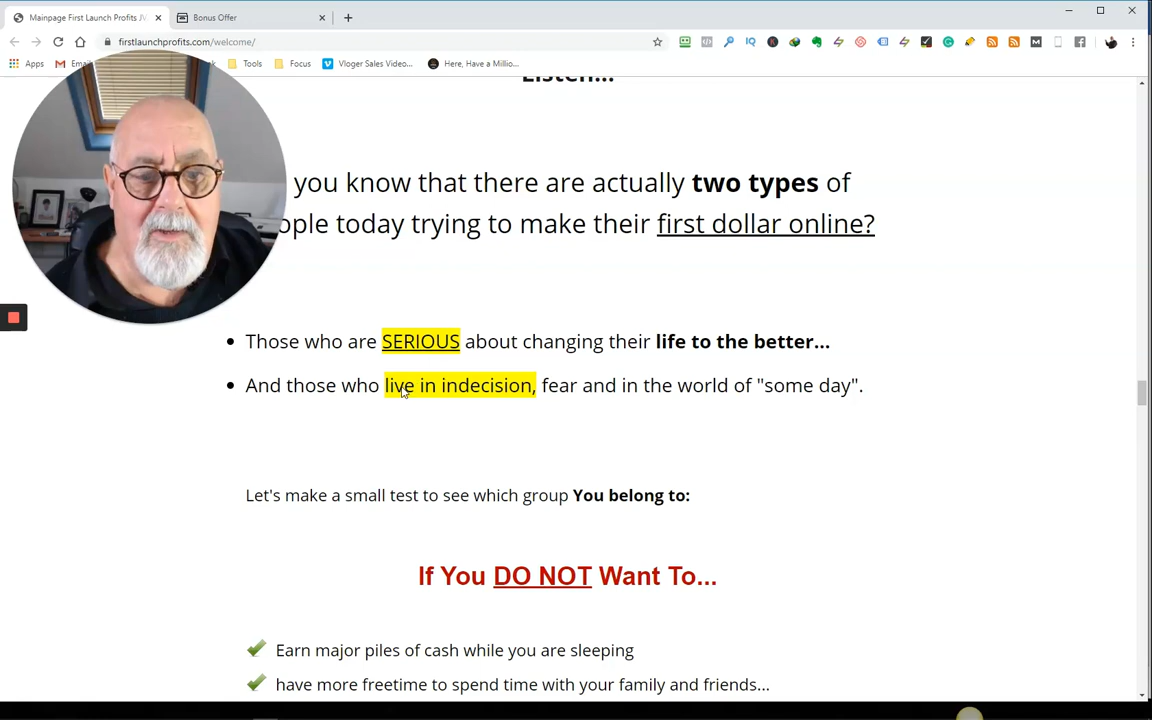 Mainpage First Launch Profits JV
Bonus Offer
firstlaunchprofits.com/welcome/
Apps
Tools
Focus
Vloger Sales Video...
Here, Have a Millio...
Listen...
you know that there are actually two types of
ople today trying to make their first dollar online?
Those who are SERIOUS about changing their life to the better...
And those who live in indecision, fear and in the world of "some day".
Let's make a small test to see which group You belong to:
If You DO NOT Want To...
Earn major piles of cash while you are sleeping
have more freetime to spend time with your family and friends...